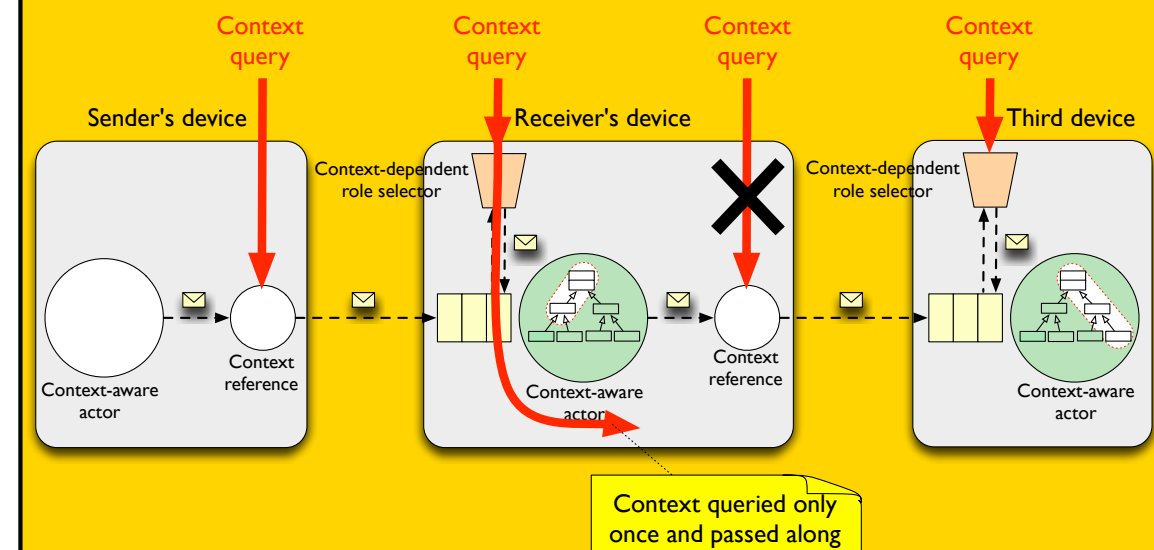 Context
query
Context
query
Context
query
Context
query
Sender's device
Receiver's device
Third device
Context-dependent
role selector
Context-dependent
role selector
Context
reference
Context-aware
actor
Context-aware
actor
Context
reference
Context-aware
actor
Context queried only
once and passed along